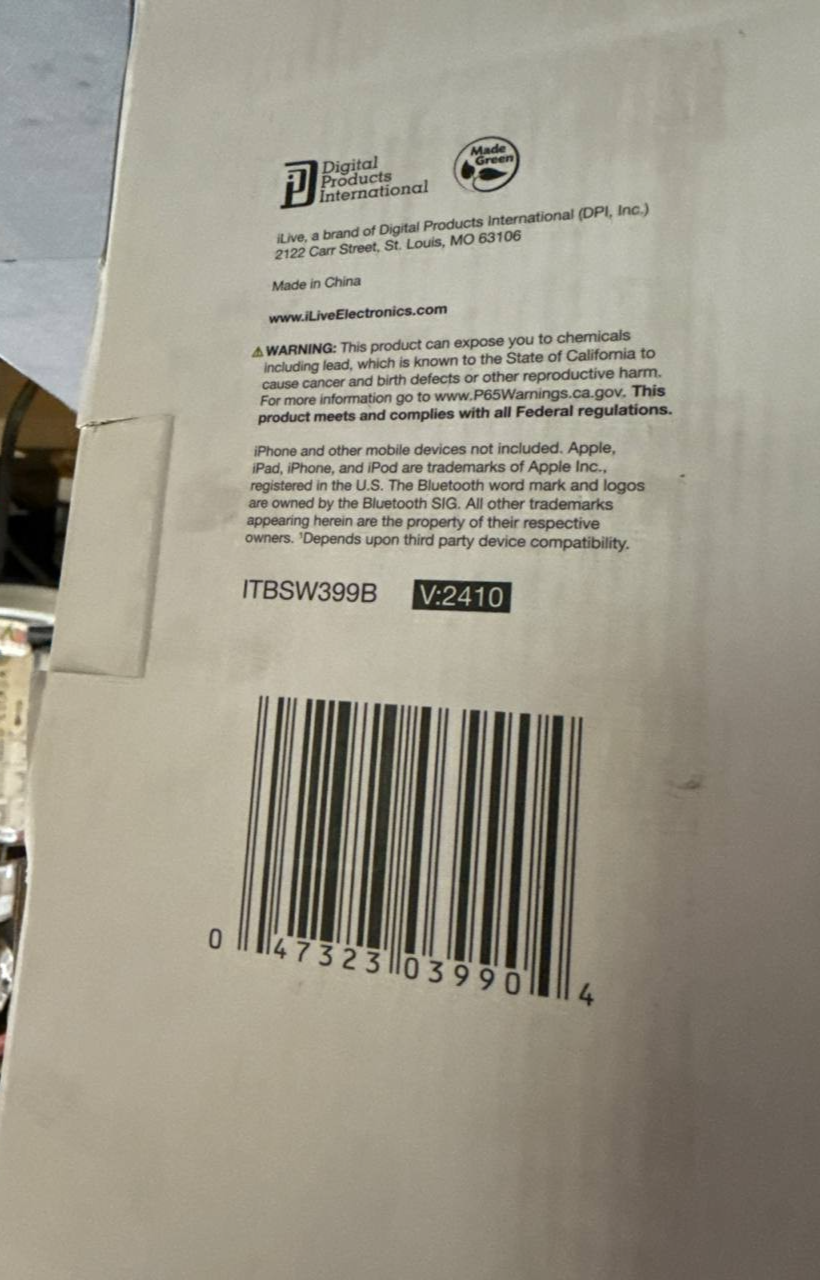 Digital
Products
International
Made
Green
iLive, a brand of Digital Products International (DPI, Inc.)
2122 Carr Street, St. Louis, MO 63106
Made in China
www.iLiveElectronics.com
⚠ WARNING: This product can expose you to chemicals
including lead, which is known to the State of California to
cause cancer and birth defects or other reproductive harm.
For more information go to www.P65Warnings.ca.gov. This
product meets and complies with all Federal regulations.
iPhone and other mobile devices not included. Apple,
iPad, iPhone, and iPod are trademarks of Apple Inc.,
registered in the U.S. The Bluetooth word mark and logos
are owned by the Bluetooth SIG. All other trademarks
appearing herein are the property of their respective
owners. ¹Depends upon third party device compatibility.
ITBSW399B V:2410
0 47323 03990 4